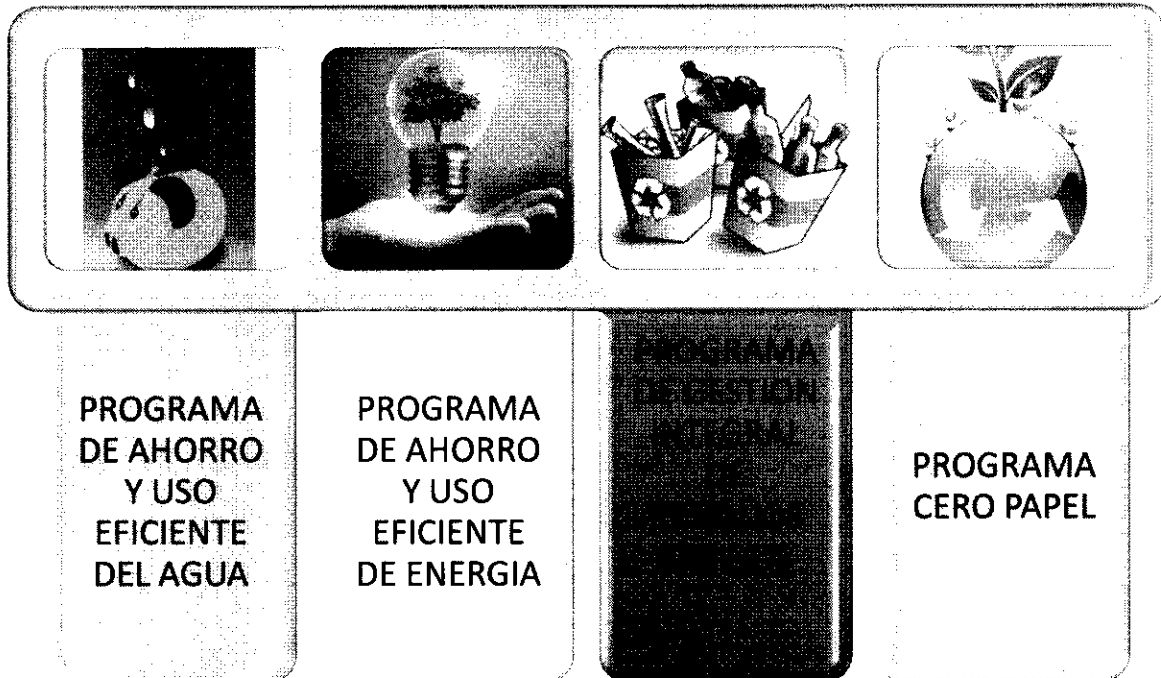 PROGRAMA
DE AHORRO
Y USO
EFICIENTE
DEL AGUA
PROGRAMA
DE AHORRO
Y USO
EFICIENTE
DE ENERGIA
PROGRAMA
DE GESTION
INTEGRAL
PROGRAMA
CERO PAPEL